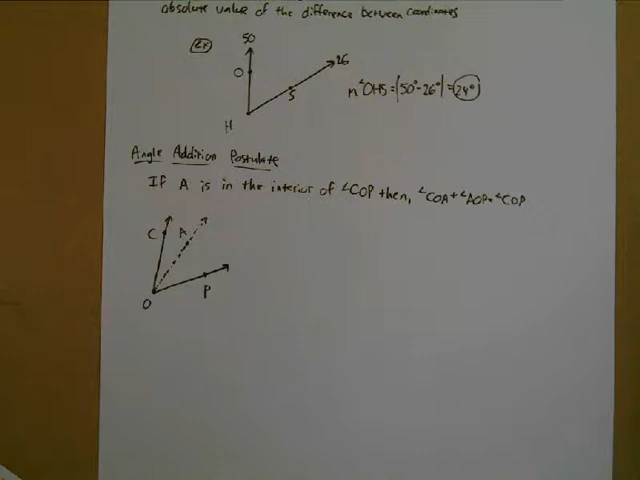 absolute value of the difference between coordinates
ex
50
O
26
S
H
m∠OHS=|50°-26°|=24°
Angle Addition Postulate
If A is in the interior of ∠COP then, ∠COA+∠AOP=∠COP
C
A
P
O